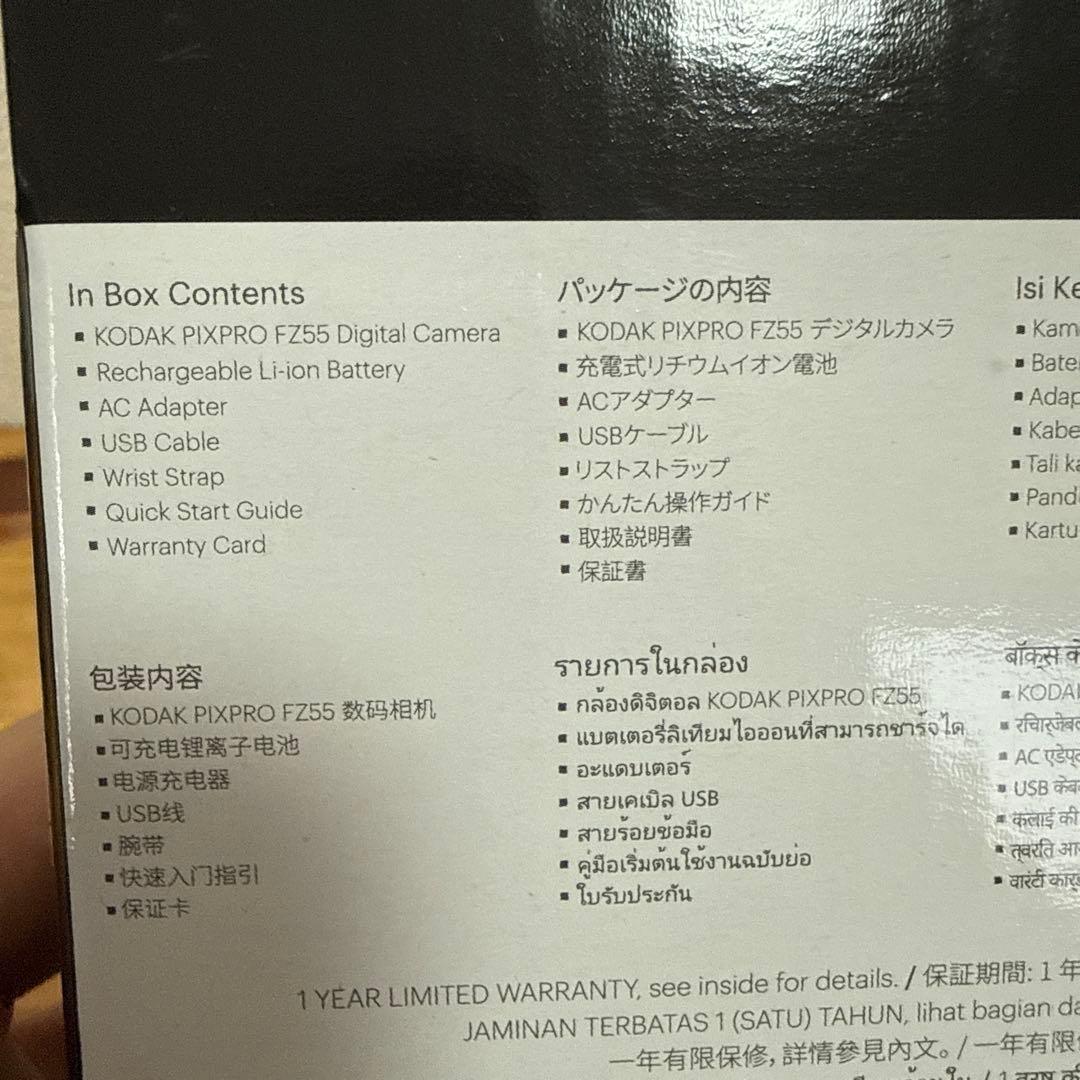 In Box Contents
▪ KODAK PIXPRO FZ55 Digital Camera
▪ Rechargeable Li-ion Battery
▪ AC Adapter
▪ USB Cable
▪ Wrist Strap
▪ Quick Start Guide
▪ Warranty Card
パッケージの内容
▪ KODAK PIXPRO FZ55 デジタルカメラ
▪ 充電式リチウムイオン電池
▪ ACアダプター
▪ USBケーブル
▪ リストストラップ
▪ かんたん操作ガイド
▪ 取扱説明書
▪ 保証書
Isi
▪ Tali
包装内容
▪ KODAK PIXPRO FZ55 数码相机
▪ 可充电锂离子电池
▪ 电源充电器
▪ USB线
▪ 腕带
▪ 快速入门指引
▪ 保证卡
รายการในกล่อง
▪ กล้องดิจิตอล KODAK PIXPRO FZ55
▪ แบตเตอรี่ลิเทียมไอออนที่สามารถชาร์จได้
▪ อะแดบเตอร์
▪ สายเคเบิล USB
▪ สายร้อยข้อมือ
▪ คู่มือเริ่มต้นใช้งานฉบับย่อ
▪ ใบรับประกัน
बॉक्स
▪ AC
▪ USB
▪ कलाई की
▪ वारंटी
1 YEAR LIMITED WARRANTY, see inside for details. / 保証期間: 1 年
JAMINAN TERBATAS 1 (SATU) TAHUN, lihat bagian
一年有限保修，詳情參見內文。/ 一年有限